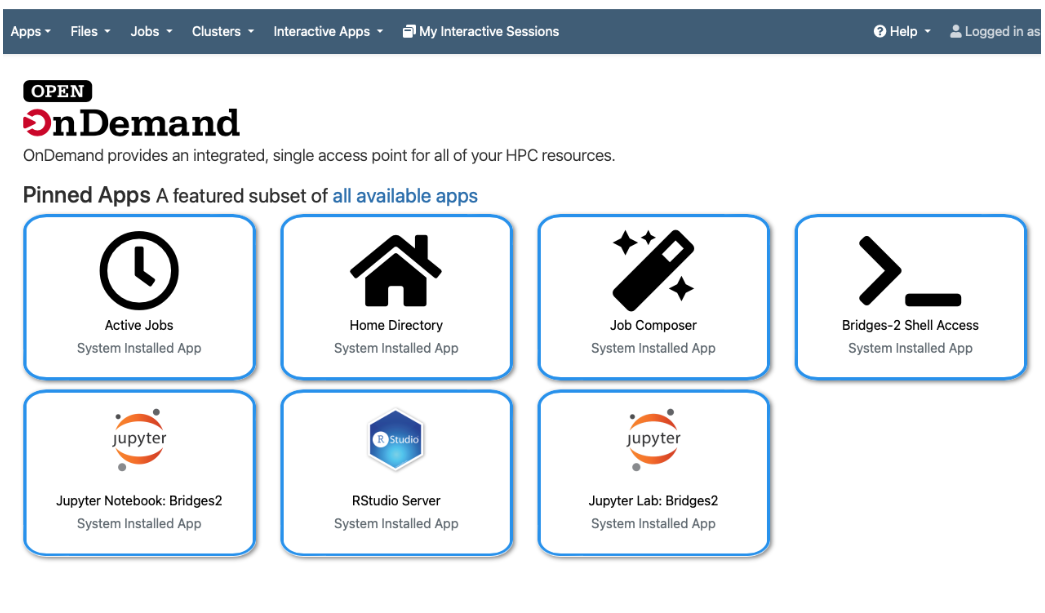 Apps Files Jobs Clusters Interactive Apps My Interactive Sessions Help Logged in as
OPEN
OnDemand
OnDemand provides an integrated, single access point for all of your HPC resources.
Pinned Apps A featured subset of all available apps
Active Jobs
System Installed App
Home Directory
System Installed App
Job Composer
System Installed App
Bridges-2 Shell Access
System Installed App
jupyter
Jupyter Notebook: Bridges2
System Installed App
R Studio
RStudio Server
System Installed App
jupyter
Jupyter Lab: Bridges2
System Installed App